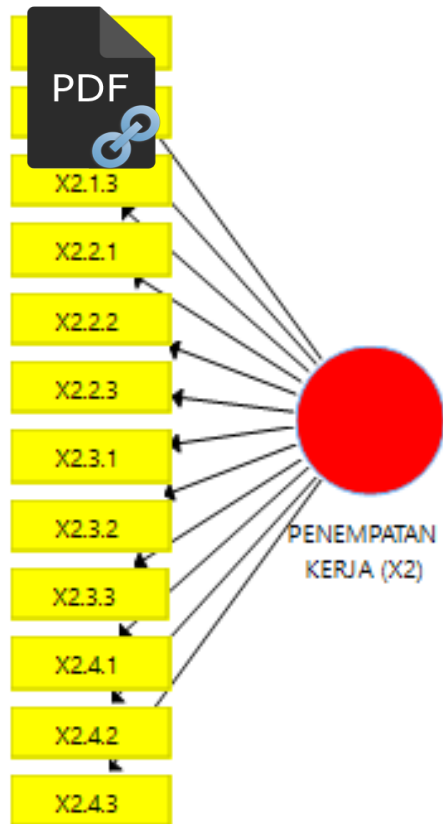 PDF
X2.1.3
X2.2.1
X2.2.2
X2.2.3
X2.3.1
X2.3.2
X2.3.3
X2.4.1
X2.4.2
X2.4.3
PENEMPATAN
KERJA (X2)